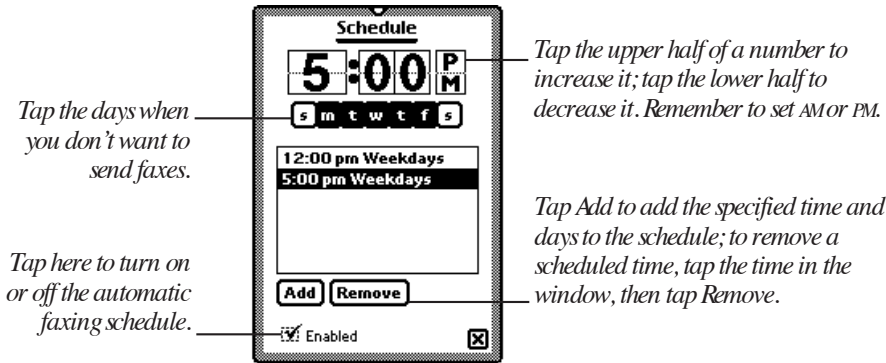 Schedule
5:00 PM
s m t w t f s
12:00 pm Weekdays
5:00 pm Weekdays
Add Remove
Enabled
Tap the days when
you don't want to
send faxes.
Tap here to turn on
or off the automatic
faxing schedule.
Tap the upper half of a number to
increase it; tap the lower half to
decrease it. Remember to set AM or PM.
Tap Add to add the specified time and
days to the schedule; to remove a
scheduled time, tap the time in the
window, then tap Remove.